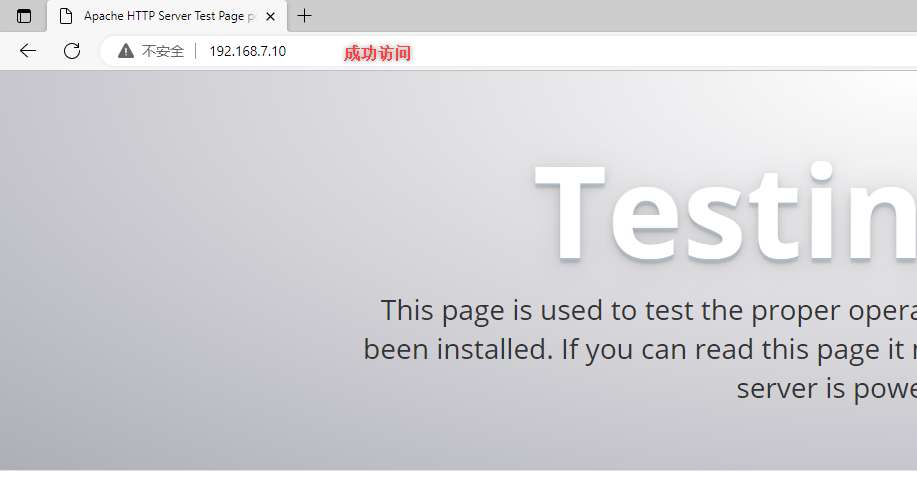 Apache HTTP Server Test Page po
不安全 192.168.7.10 成功访问
Testin
This page is used to test the proper opera
been installed. If you can read this page it
server is powe